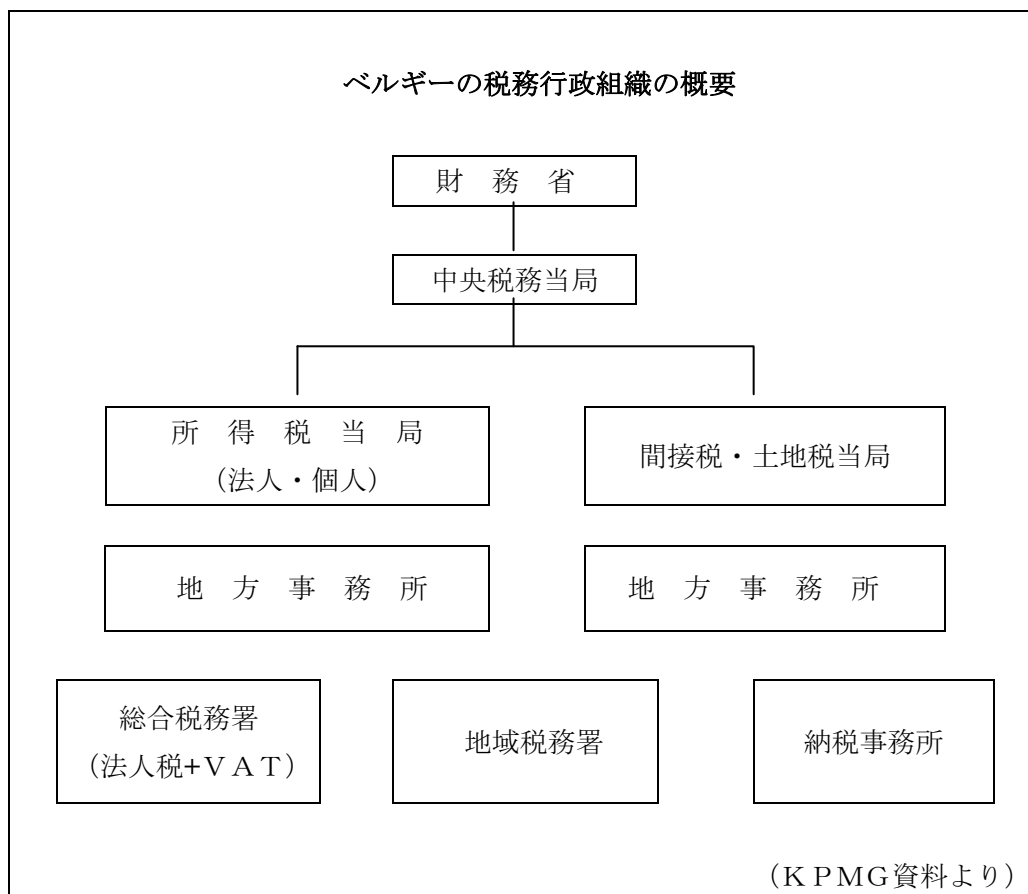 ベルギーの税務行政組織の概要
財　務　省
中央税務当局
所　得　税　当　局
（法人・個人）
間接税・土地税当局
地　方　事　務　所
地　方　事　務　所
総合税務署
（法人税+ＶＡＴ）
地域税務署
納税事務所
（ＫＰＭＧ資料より）